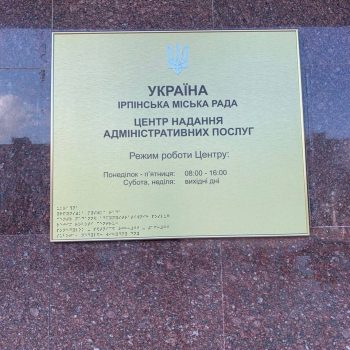 УКРАЇНА
ІРПІНСЬКА МІСЬКА РАДА
ЦЕНТР НАДАННЯ
АДМІНІСТРАТИВНИХ ПОСЛУГ
Режим роботи Центру:
Понеділок - п'ятниця: 08:00 - 16:00
Субота, неділя: вихідні дні